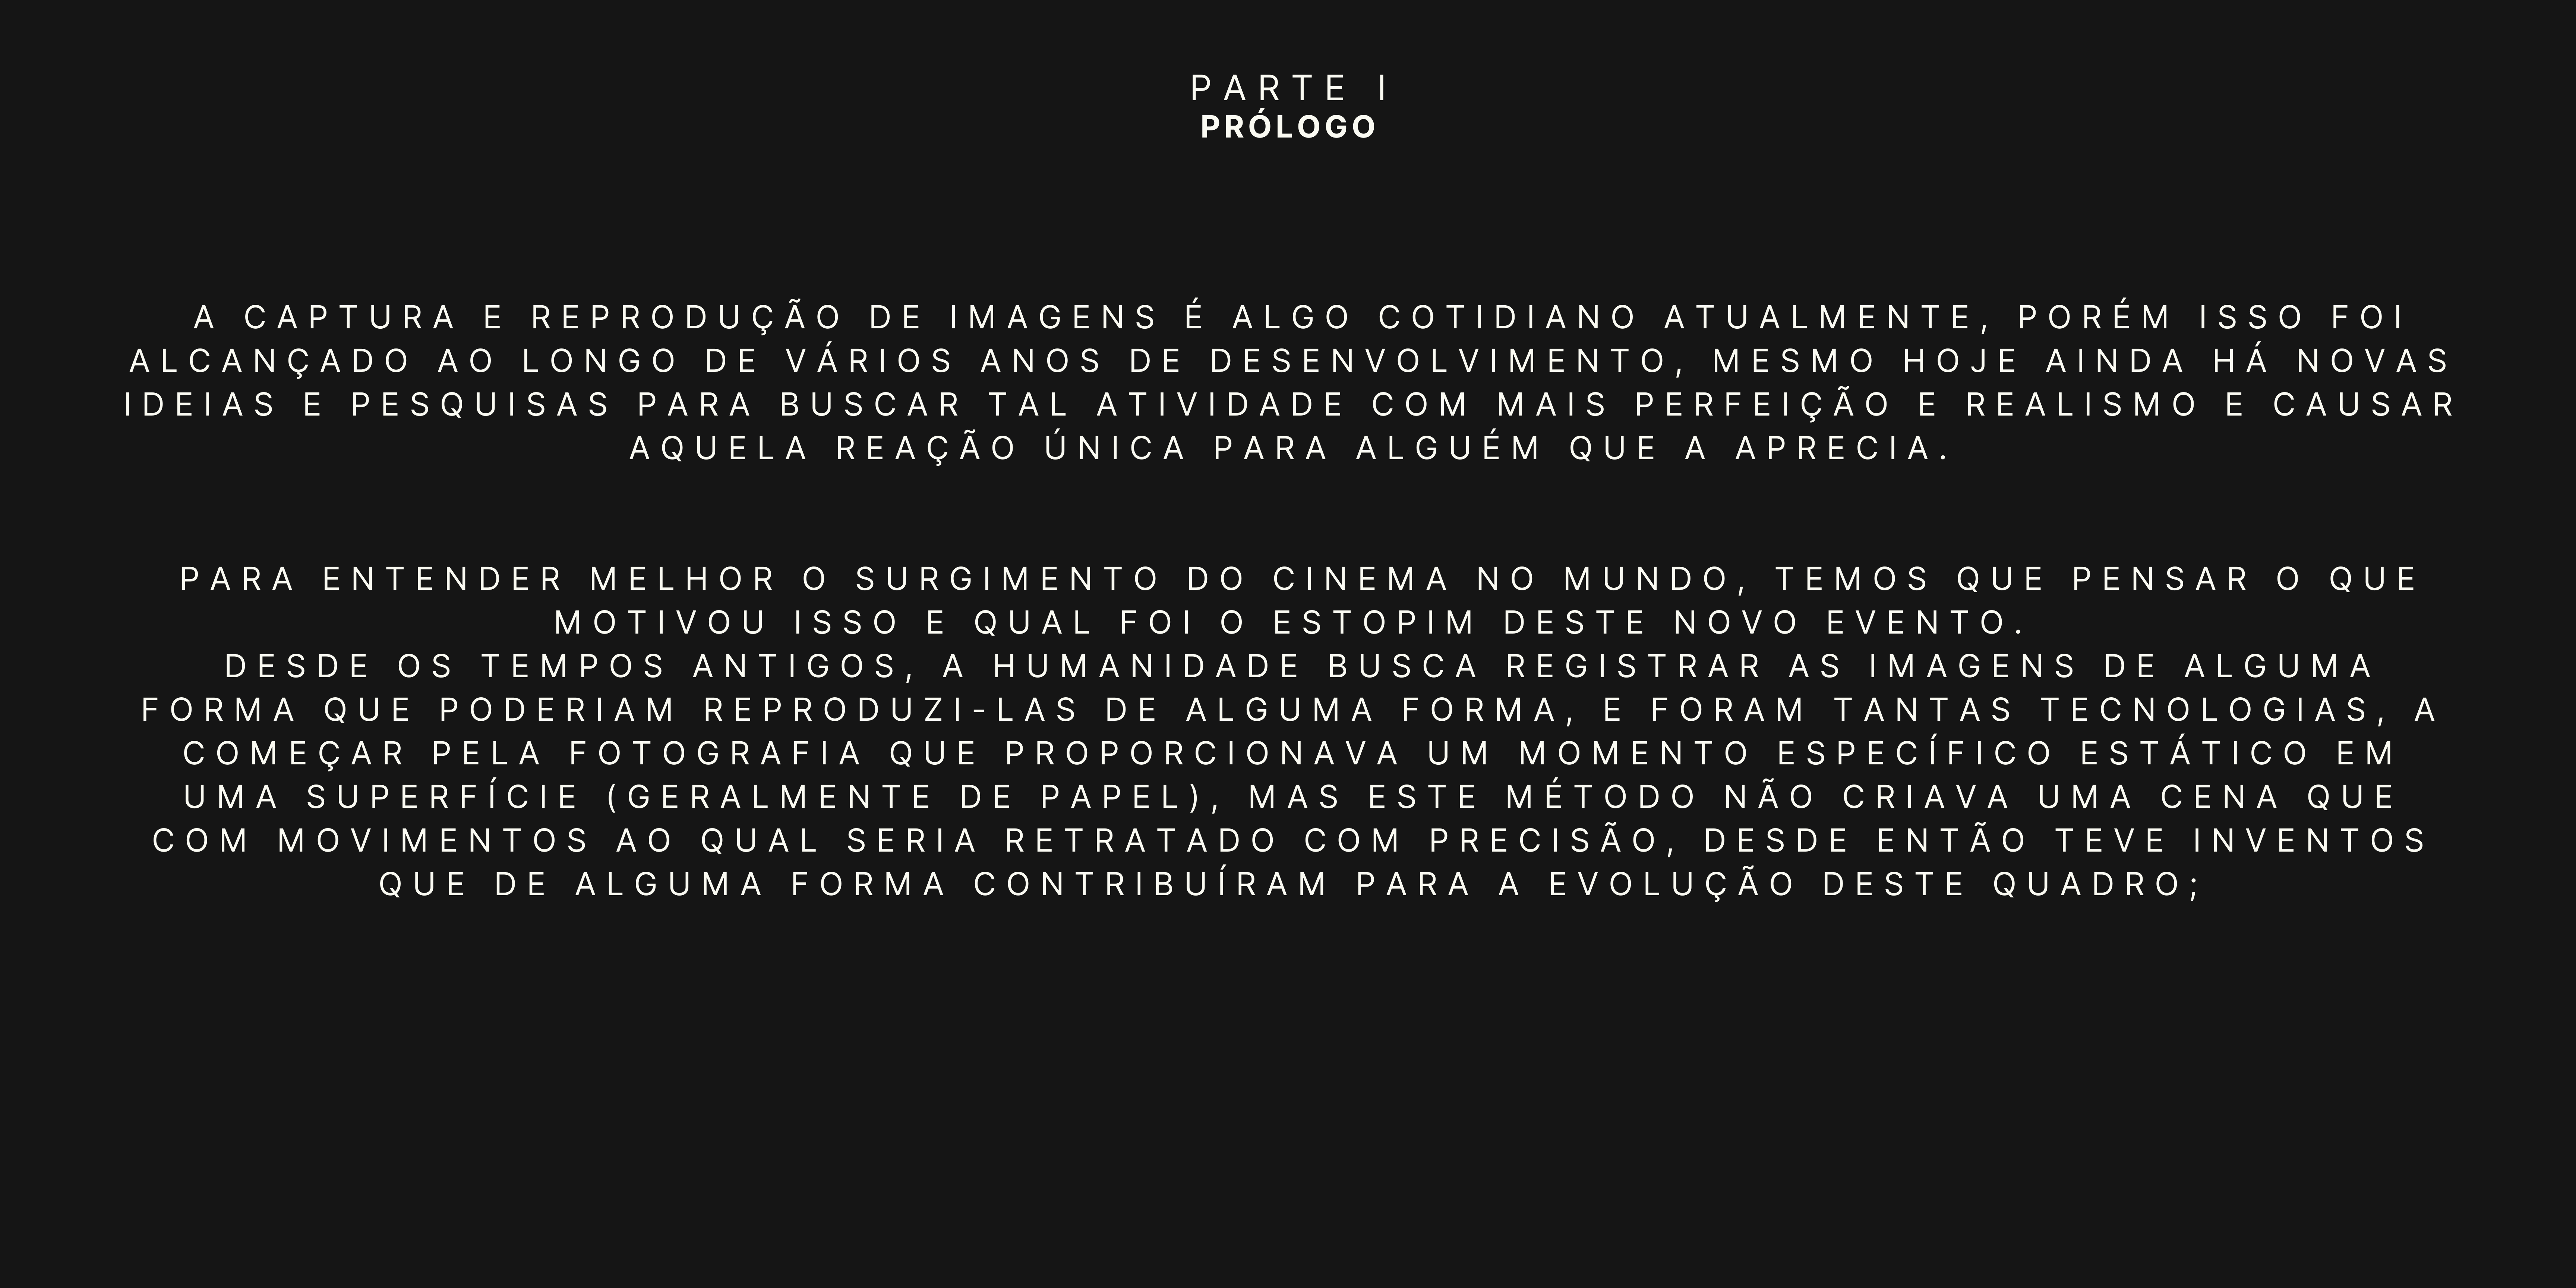 PARTE I
PRÓLOGO
A CAPTURA E REPRODUÇÃO DE IMAGENS É ALGO COTIDIANO ATUALMENTE, PORÉM ISSO FOI
ALCANÇADO AO LONGO DE VÁRIOS ANOS DE DESENVOLVIMENTO, MESMO HOJE AINDA HÁ NOVAS
IDEIAS E PESQUISAS PARA BUSCAR TAL ATIVIDADE COM MAIS PERFEIÇÃO E REALISMO E CAUSAR
AQUELA REAÇÃO ÚNICA PARA ALGUÉM QUE A APRECIA.
PARA ENTENDER MELHOR O SURGIMENTO DO CINEMA NO MUNDO, TEMOS QUE PENSAR O QUE
MOTIVOU ISSO E QUAL FOI O ESTOPIM DESTE NOVO EVENTO.
DESDE OS TEMPOS ANTIGOS, A HUMANIDADE BUSCA REGISTRAR AS IMAGENS DE ALGUMA
FORMA QUE PODERIAM REPRODUZI-LAS DE ALGUMA FORMA, E FORAM TANTAS TECNOLOGIAS, A
COMEÇAR PELA FOTOGRAFIA QUE PROPORCIONAVA UM MOMENTO ESPECÍFICO ESTÁTICO EM
UMA SUPERFÍCIE (GERALMENTE DE PAPEL), MAS ESTE MÉTODO NÃO CRIAVA UMA CENA QUE
COM MOVIMENTOS AO QUAL SERIA RETRATADO COM PRECISÃO, DESDE ENTÃO TEVE INVENTOS
QUE DE ALGUMA FORMA CONTRIBUÍRAM PARA A EVOLUÇÃO DESTE QUADRO;